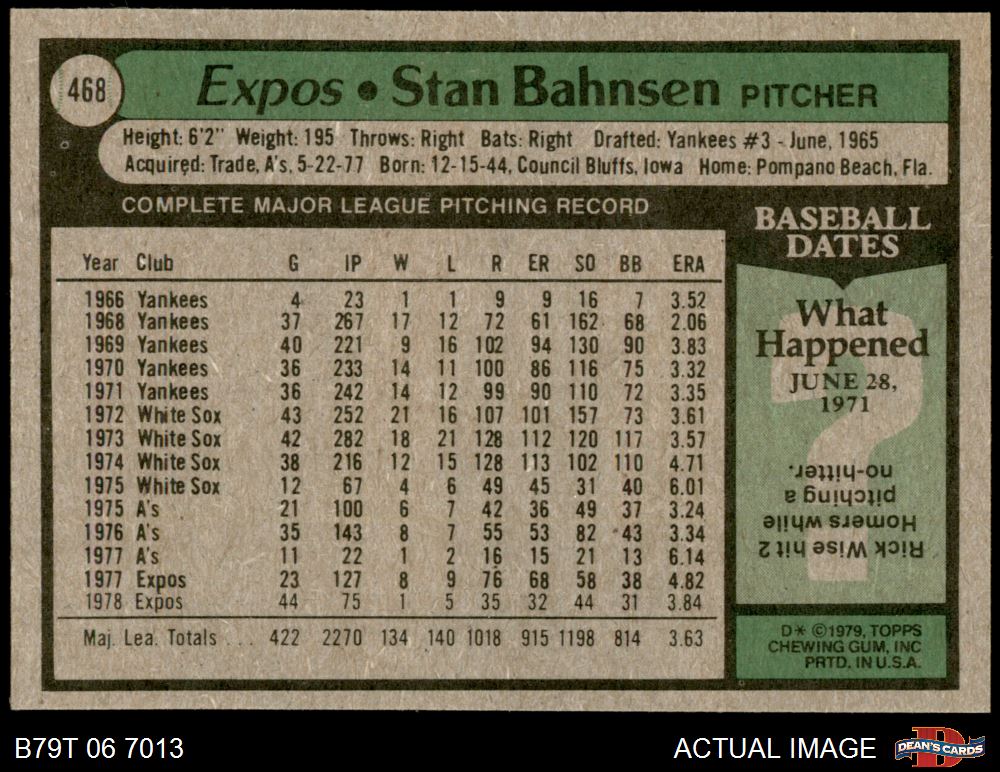 468
Expos • Stan Bahnsen PITCHER
Height: 6'2" Weight: 195 Throws: Right Bats: Right Drafted: Yankees #3 - June, 1965
Acquired: Trade, A's, 5-22-77 Born: 12-15-44, Council Bluffs, Iowa Home: Pompano Beach, Fla.
COMPLETE MAJOR LEAGUE PITCHING RECORD
Year Club G IP W L R ER SO BB ERA
1966 Yankees 4 23 1 1 9 9 16 7 3.52
1968 Yankees 37 267 17 12 72 61 162 68 2.06
1969 Yankees 40 221 9 16 102 94 130 90 3.83
1970 Yankees 36 233 14 11 100 86 116 75 3.32
1971 Yankees 36 242 14 12 99 90 110 72 3.35
1972 White Sox 43 252 21 16 107 101 157 73 3.61
1973 White Sox 42 282 18 21 128 112 120 117 3.57
1974 White Sox 38 216 12 15 128 113 102 110 4.71
1975 White Sox 12 67 4 6 49 45 31 40 6.01
1975 A's 21 100 6 7 42 36 49 37 3.24
1976 A's 35 143 8 7 55 53 82 43 3.34
1977 A's 11 22 1 2 16 15 21 13 6.14
1977 Expos 23 127 8 9 76 68 58 38 4.82
1978 Expos 44 75 1 5 35 32 44 31 3.84
Maj. Lea. Totals ... 422 2270 134 140 1018 915 1198 814 3.63
BASEBALL
DATES
What
Happened
JUNE 28,
1971
Rick Wise hit 2
Homers while
pitching a
no-hitter.
D* ©1979, TOPPS
CHEWING GUM, INC
PRTD. IN U.S.A.
B79T 06 7013
ACTUAL IMAGE
D
DEAN'S CARDS